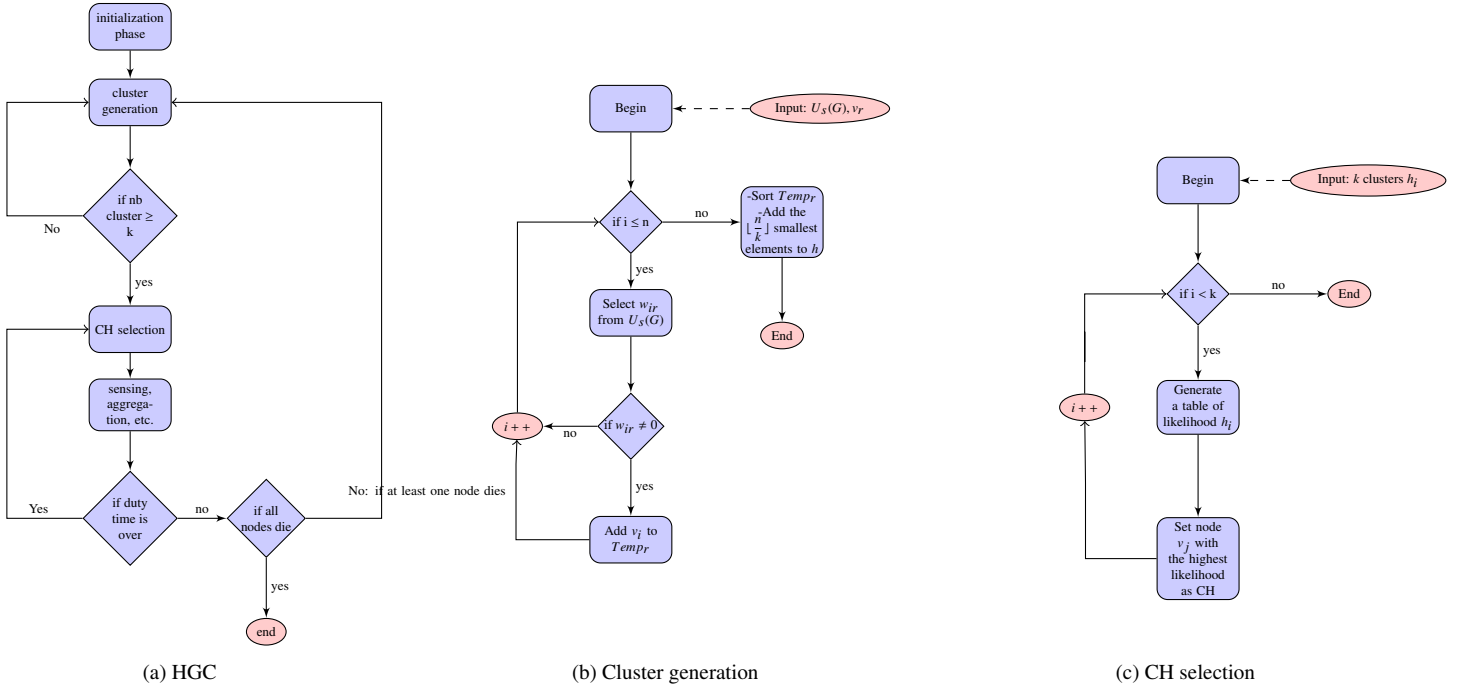 initialization
phase
cluster
generation
if nb
cluster ≥
k
No
yes
CH selection
sensing,
aggrega-
tion, etc.
if duty
time is
over
Yes
no
if all
nodes die
No: if at least one node dies
yes
end
(a) HGC
Begin
Input: U_s(G), v_r
if i ≤ n
no
-Sort Temp_r
-Add the
⌊n/k⌋ smallest
elements to h
End
yes
Select w_{ir}
from U_s(G)
if w_{ir} ≠ 0
no
i + +
yes
Add v_i to
Temp_r
(b) Cluster generation
Begin
Input: k clusters h_i
if i < k
no
End
yes
Generate
a table of
likelihood h_i
i + +
Set node
v_j with
the highest
likelihood
as CH
(c) CH selection